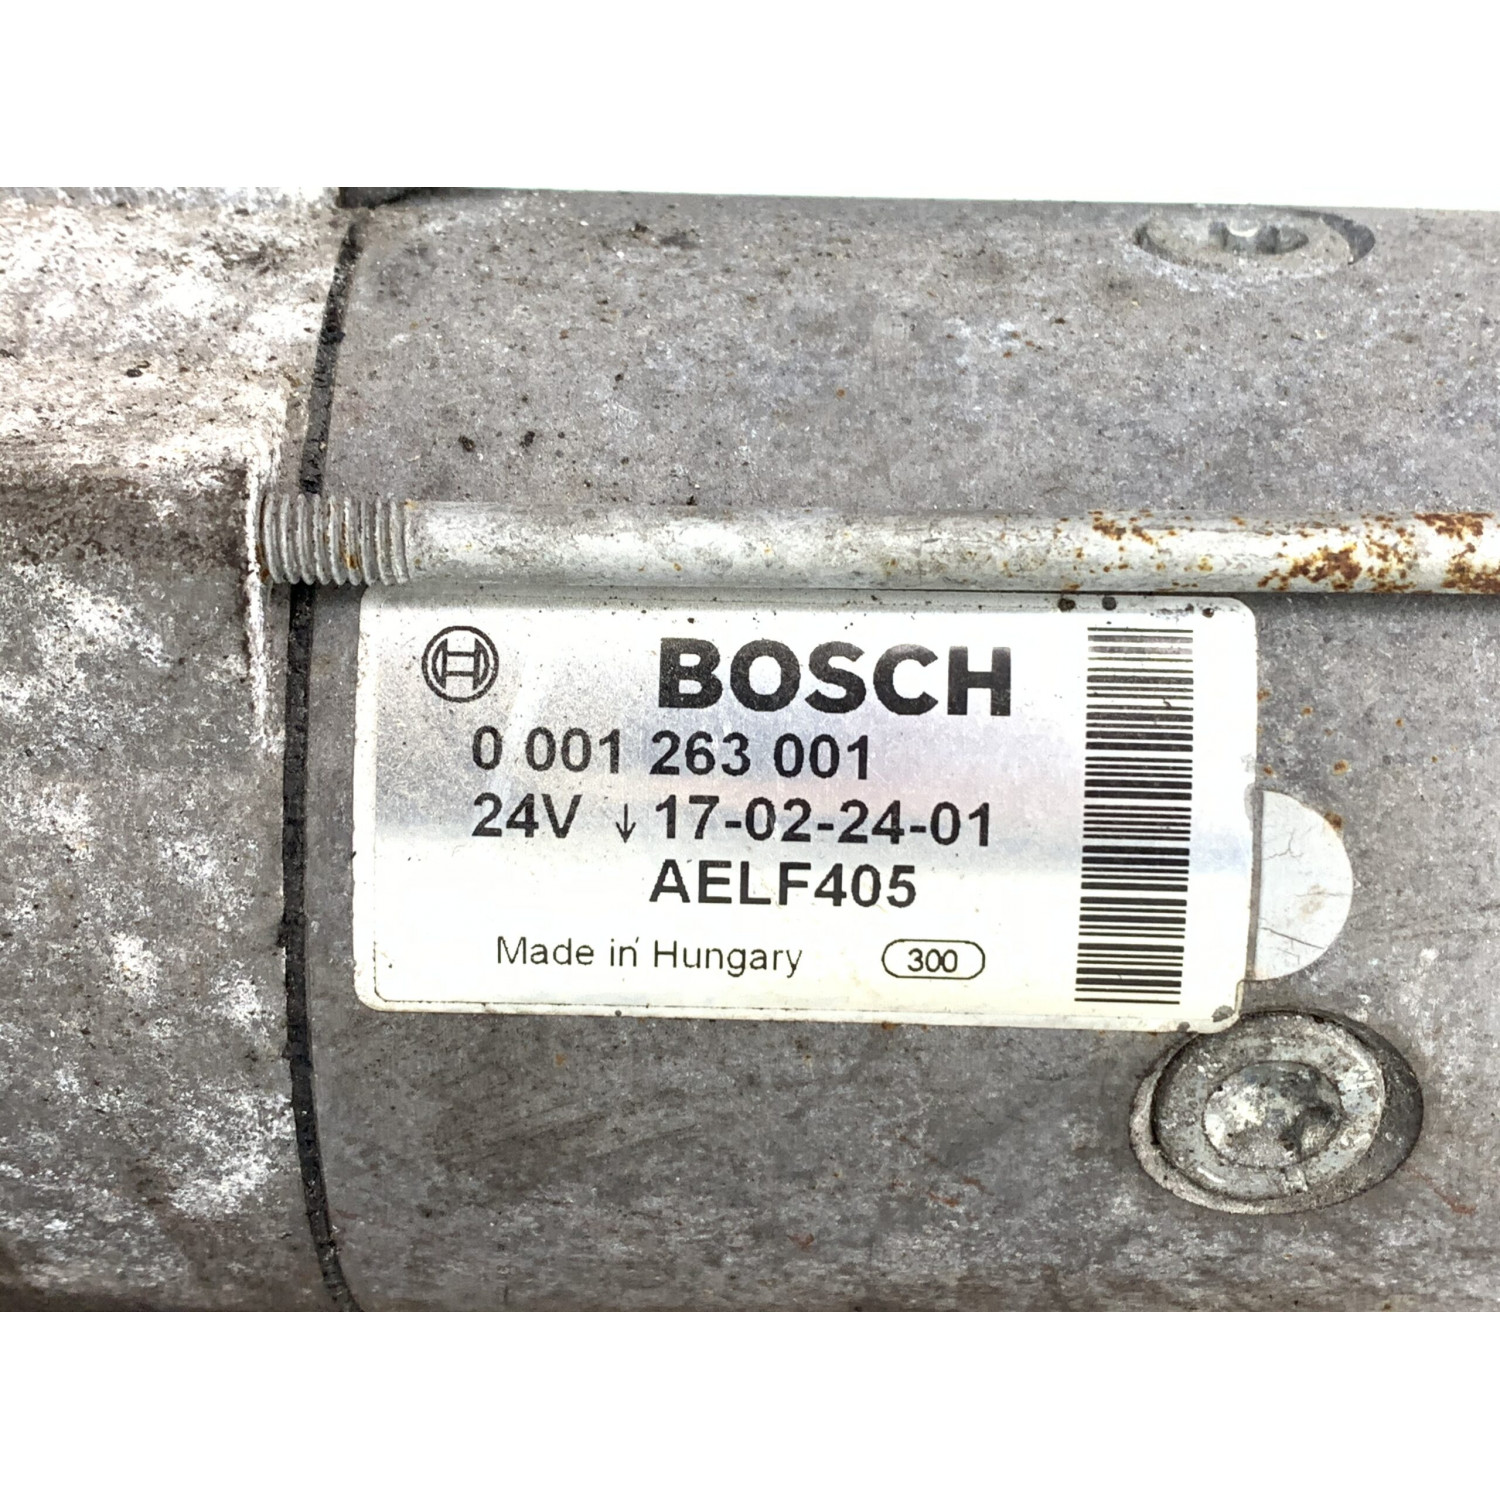 BOSCH
0 001 263 001
24V ↓ 17-02-24-01
AELF405
Made in Hungary 300